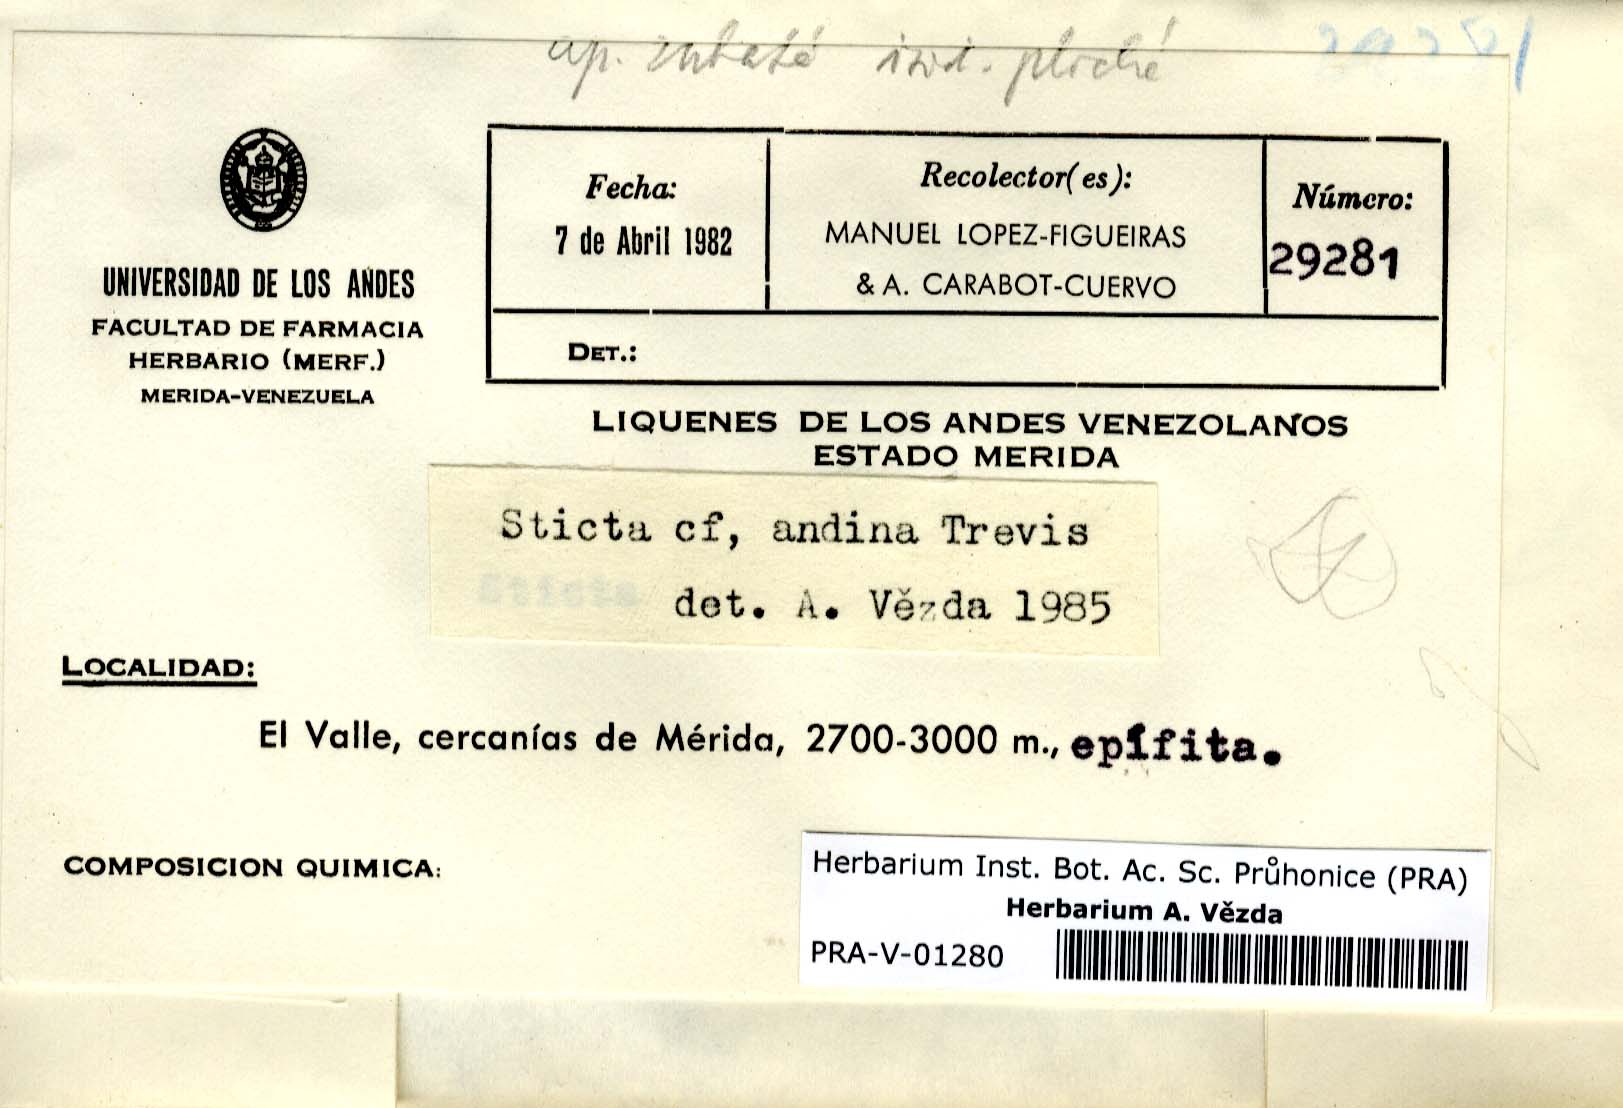 29281
Fecha:
7 de Abril 1982
Recolector(es):
MANUEL LOPEZ-FIGUEIRAS
& A. CARABOT-CUERVO
Número:
29281
DET.:
UNIVERSIDAD DE LOS ANDES
FACULTAD DE FARMACIA
HERBARIO (MERF.)
MERIDA-VENEZUELA
LIQUENES DE LOS ANDES VENEZOLANOS
ESTADO MERIDA
Sticta cf, andina Trevis
Sticta
det. A. Vězda 1985
LOCALIDAD:
El Valle, cercanías de Mérida, 2700-3000 m., epífita.
COMPOSICION QUIMICA:
Herbarium Inst. Bot. Ac. Sc. Průhonice (PRA)
Herbarium A. Vězda
PRA-V-01280